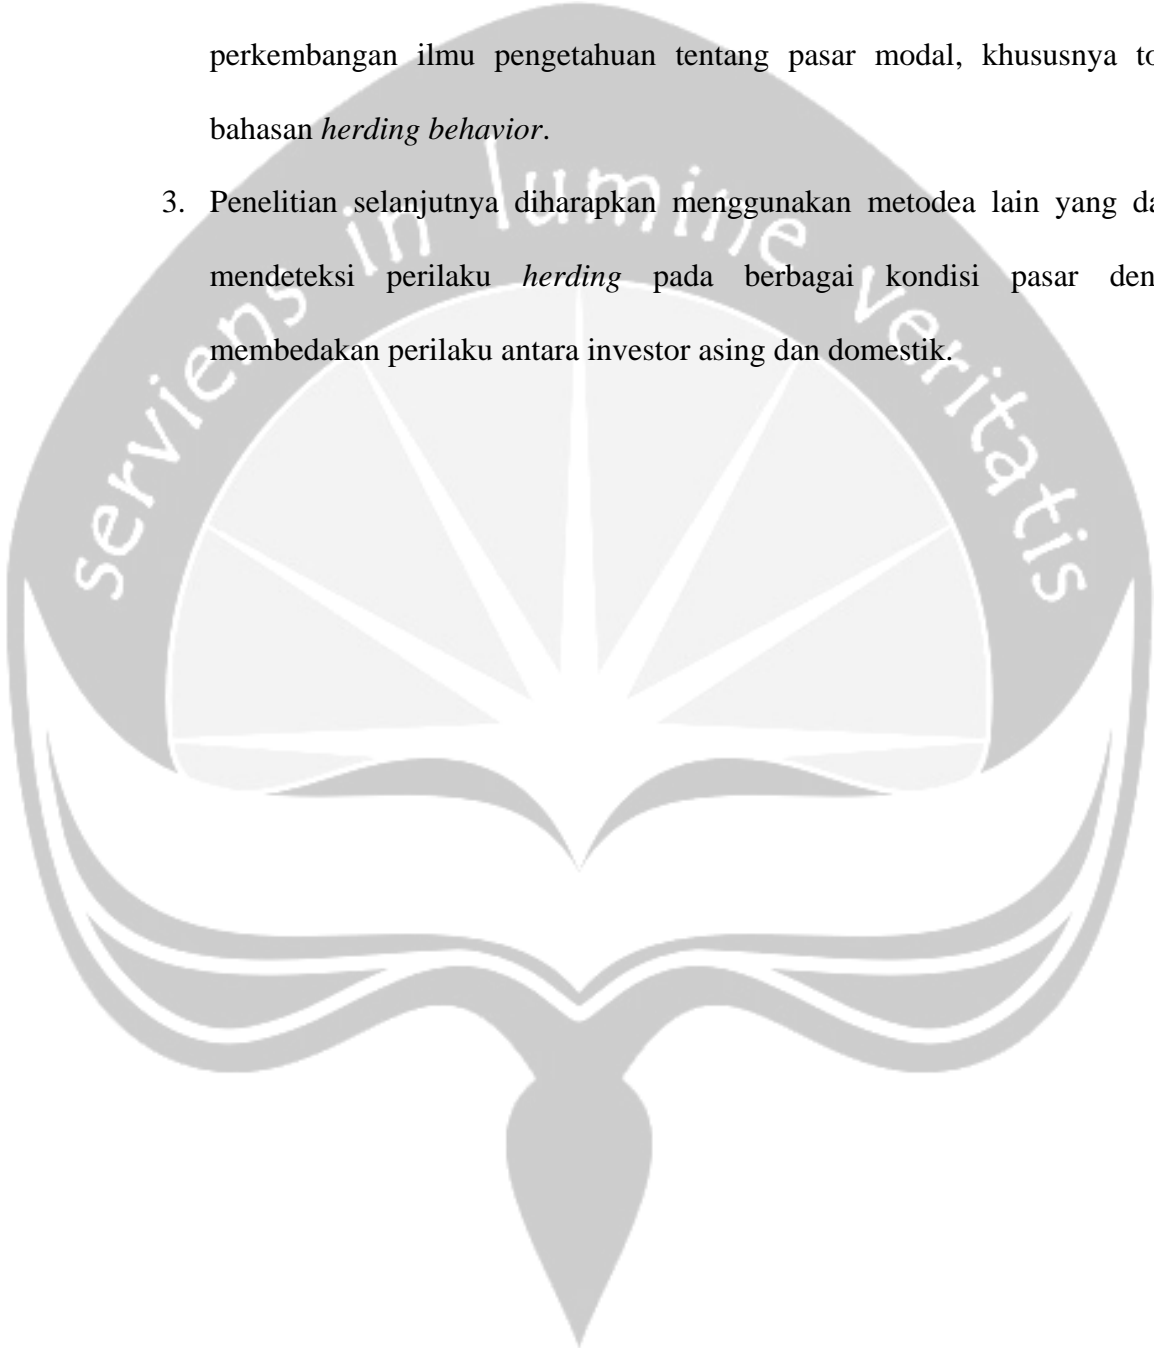 perkembangan ilmu pengetahuan tentang pasar modal, khususnya to
bahasan herding behavior.
3. Penelitian selanjutnya diharapkan menggunakan metodea lain yang da
mendeteksi perilaku herding pada berbagai kondisi pasar den
membedakan perilaku antara investor asing dan domestik.
serviens in lumine veritatis